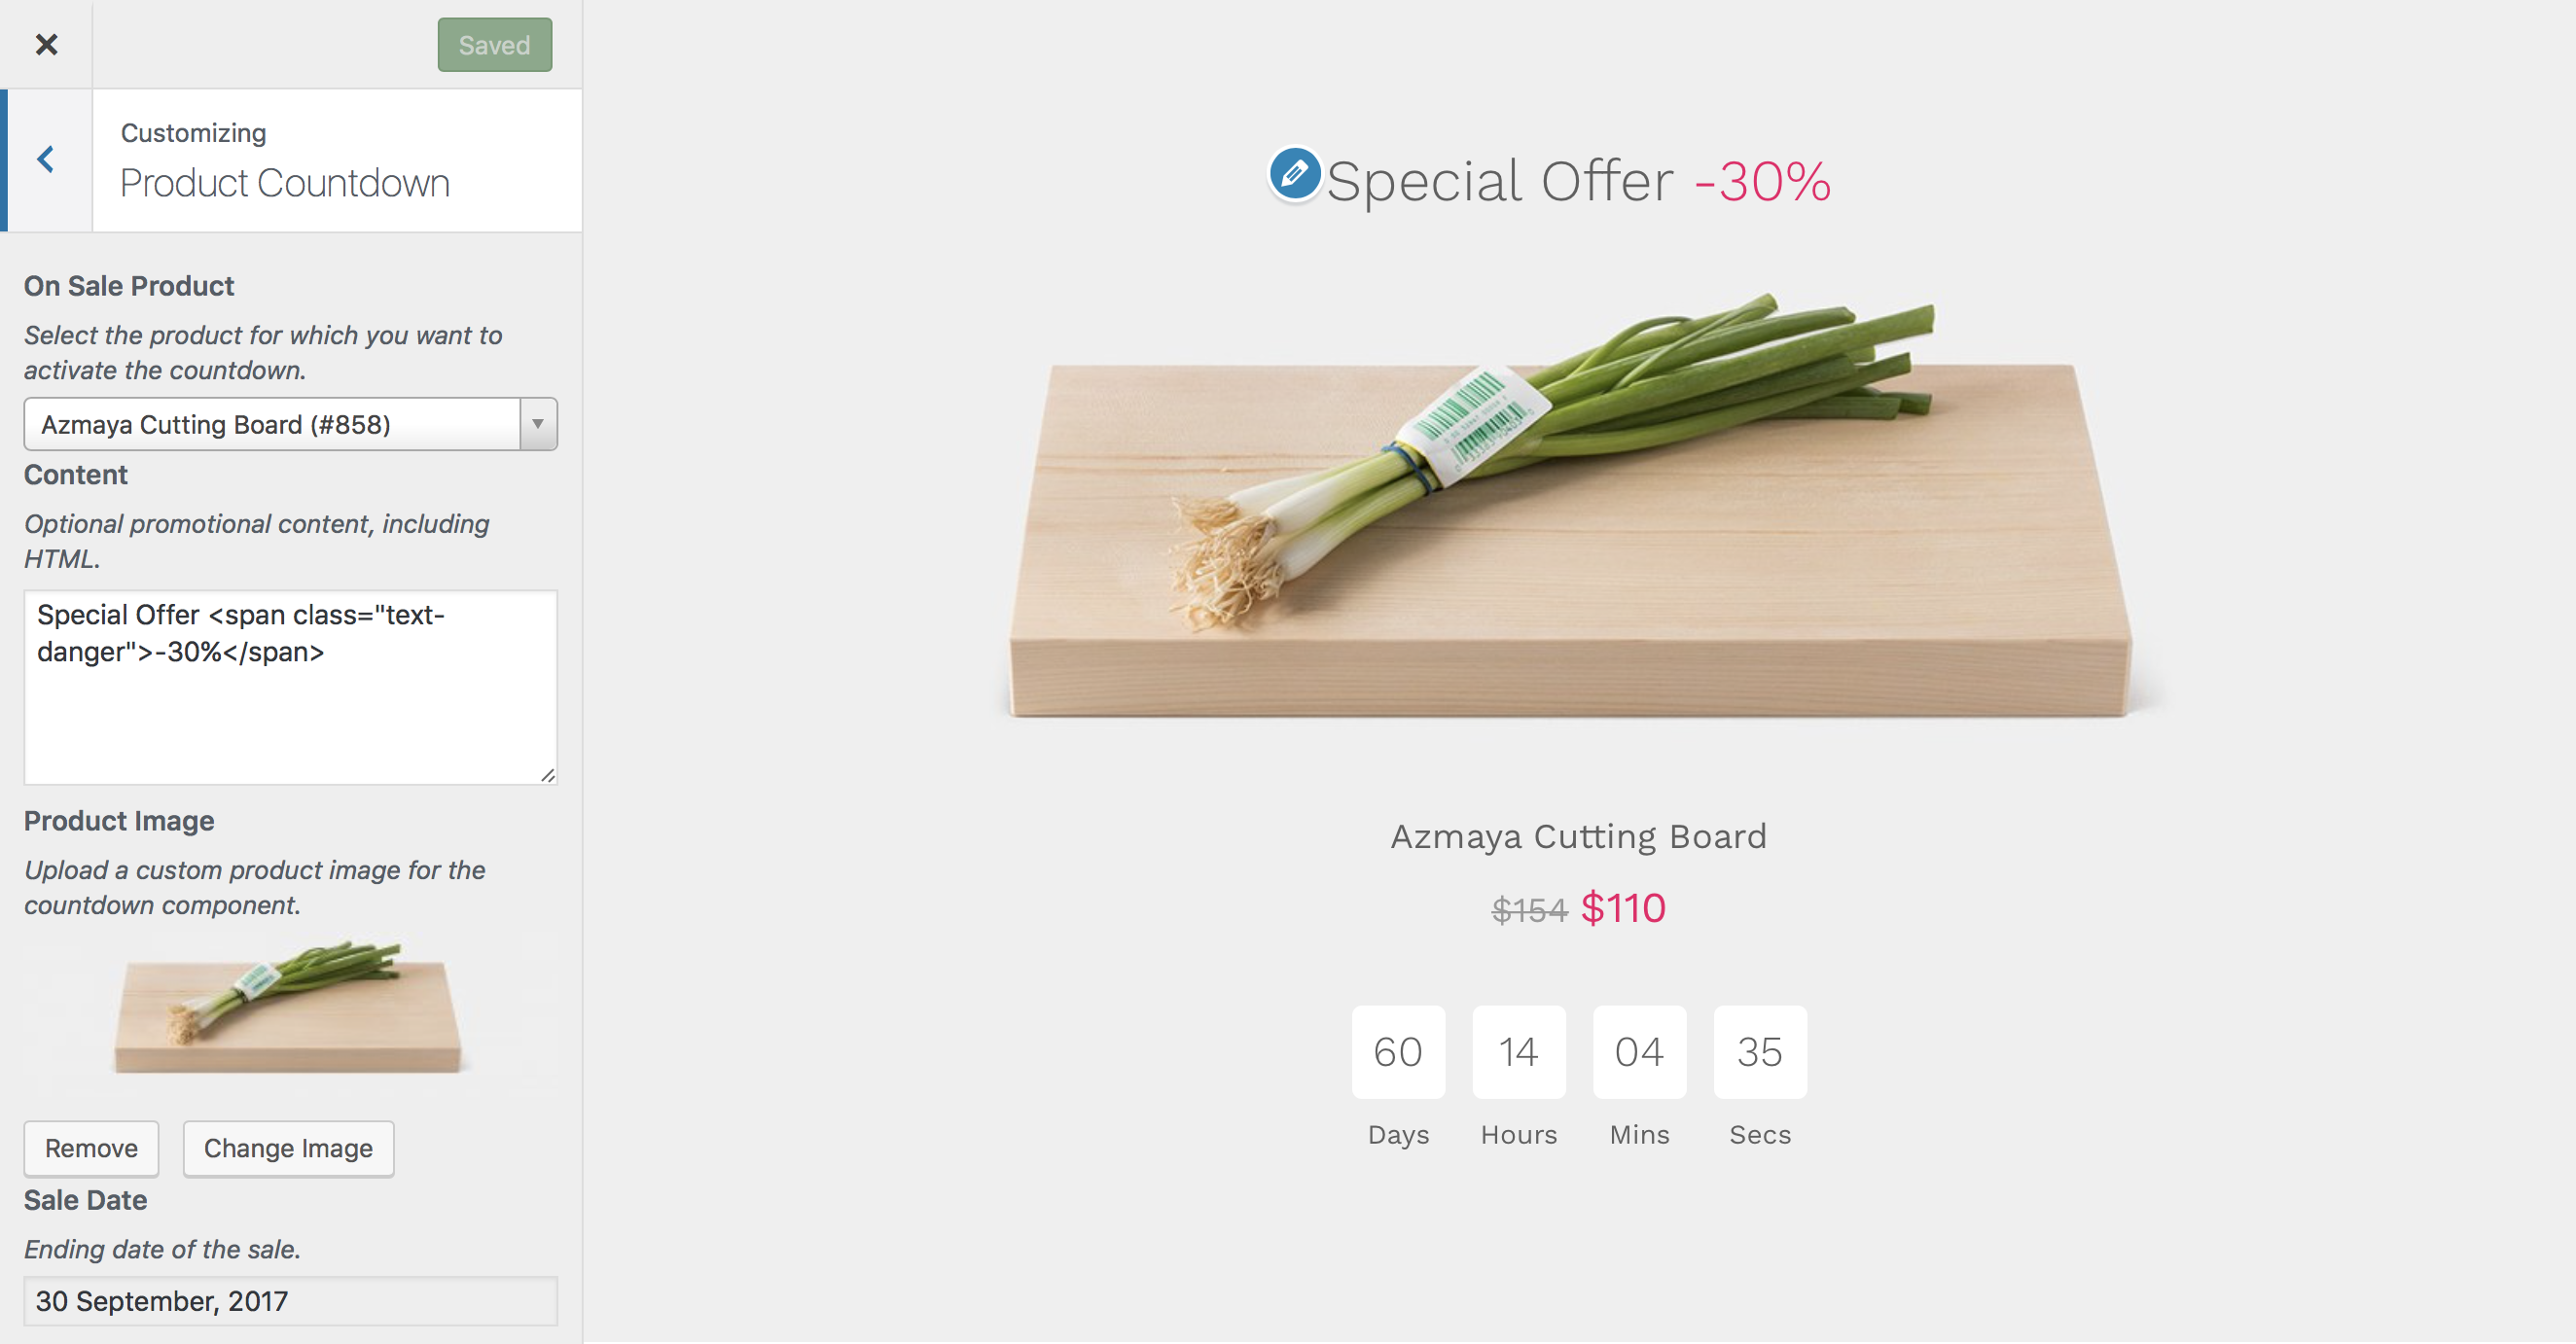 Saved
Customizing
Product Countdown
On Sale Product
Select the product for which you want to
activate the countdown.
Azmaya Cutting Board (#858)
Content
Optional promotional content, including
HTML.
Special Offer <span class="text-
danger">-30%</span>
Product Image
Upload a custom product image for the
countdown component.
Remove
Change Image
Sale Date
Ending date of the sale.
30 September, 2017
Special Offer -30%
Azmaya Cutting Board
$154 $110
60 14 04 35
Days Hours Mins Secs